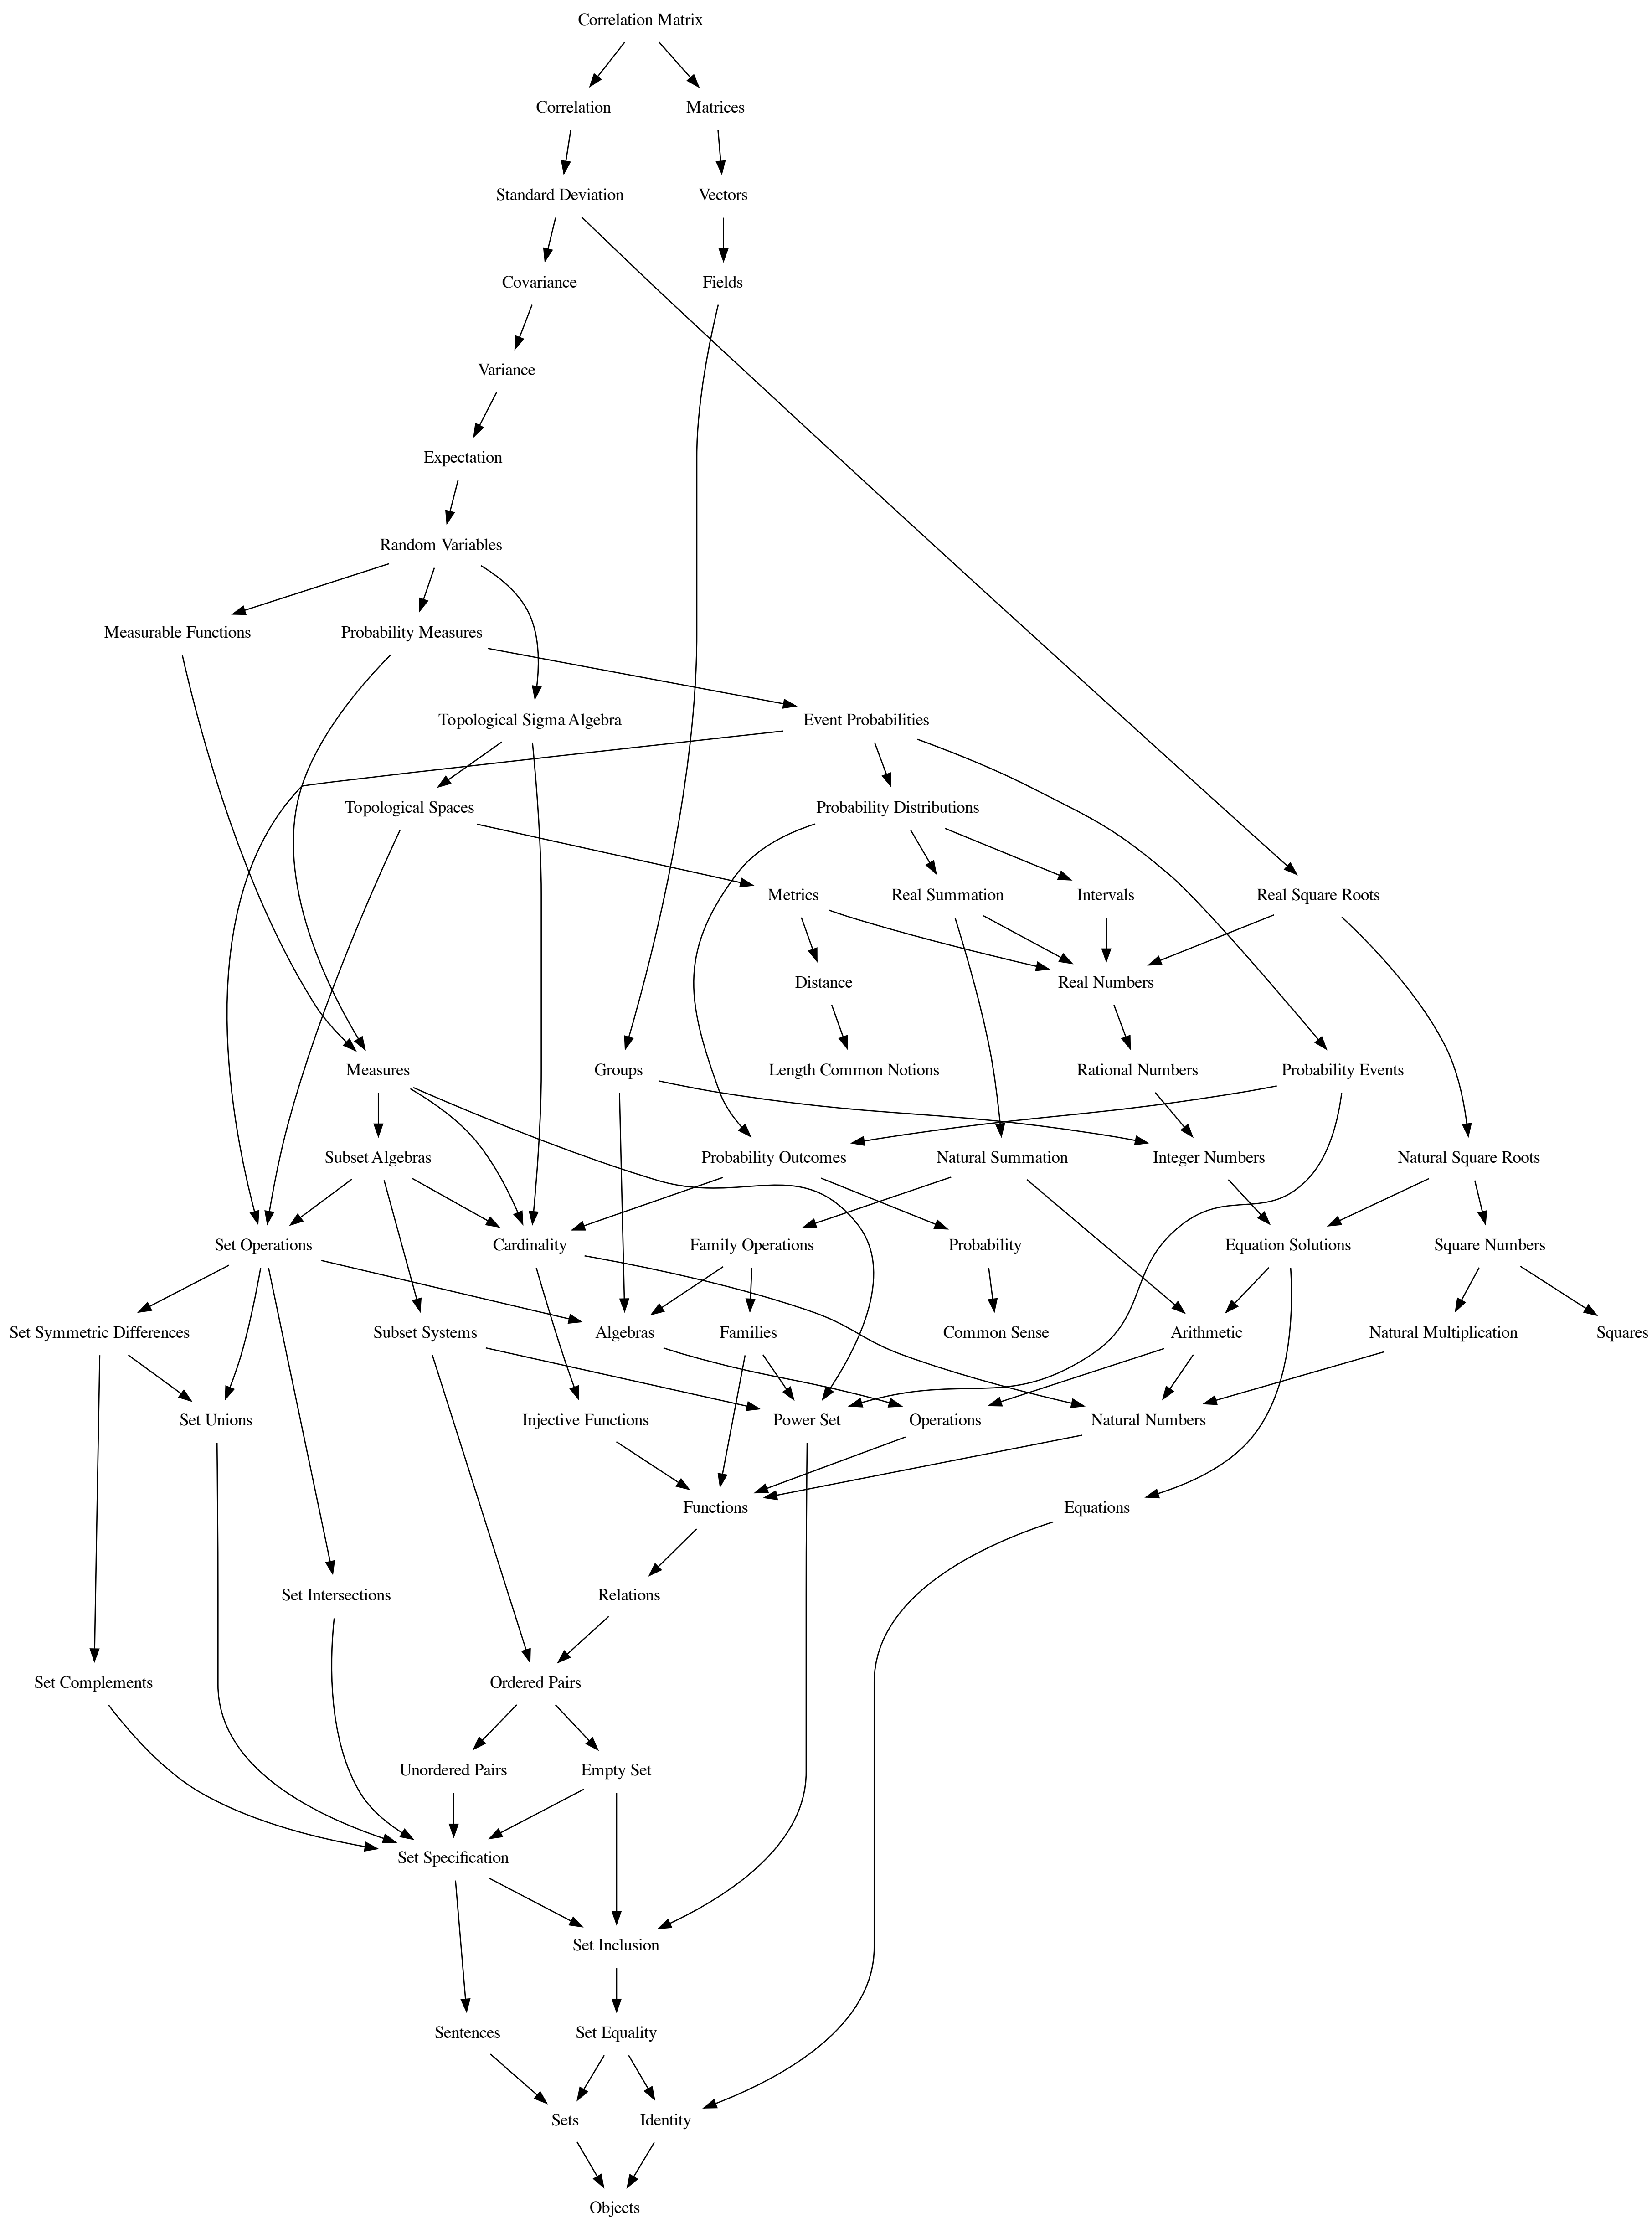 Correlation Matrix
Correlation
Matrices
Standard Deviation
Vectors
Covariance
Fields
Variance
Expectation
Random Variables
Measurable Functions
Probability Measures
Topological Sigma Algebra
Event Probabilities
Topological Spaces
Probability Distributions
Metrics
Real Summation
Intervals
Real Square Roots
Distance
Real Numbers
Measures
Groups
Length Common Notions
Rational Numbers
Probability Events
Subset Algebras
Probability Outcomes
Natural Summation
Integer Numbers
Natural Square Roots
Set Operations
Cardinality
Family Operations
Probability
Equation Solutions
Square Numbers
Set Symmetric Differences
Subset Systems
Algebras
Families
Common Sense
Arithmetic
Natural Multiplication
Squares
Set Unions
Injective Functions
Power Set
Operations
Natural Numbers
Functions
Equations
Set Intersections
Relations
Set Complements
Ordered Pairs
Unordered Pairs
Empty Set
Set Specification
Set Inclusion
Sentences
Set Equality
Sets
Identity
Objects